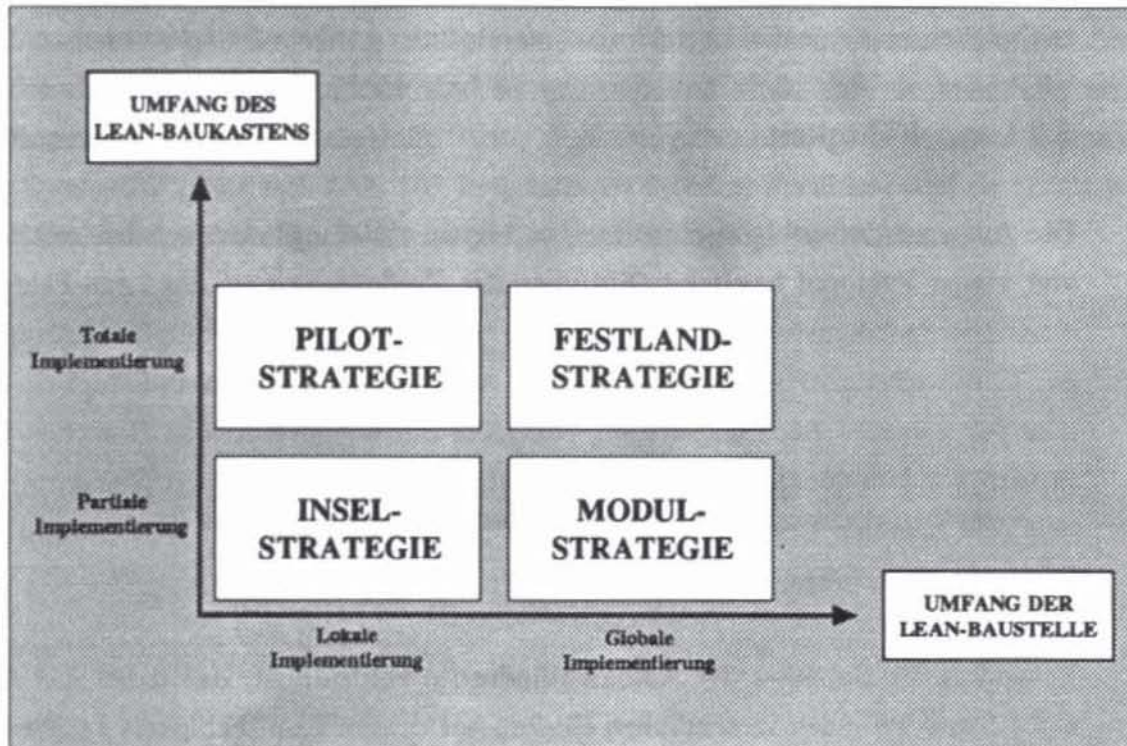 UMFANG DES
LEAN-BAUKASTENS
Totale
Implementierung
PILOT-
STRATEGIE
FESTLAND-
STRATEGIE
Partiale
Implementierung
INSEL-
STRATEGIE
MODUL-
STRATEGIE
Lokale
Implementierung
Globale
Implementierung
UMFANG DER
LEAN-BAUSTELLE